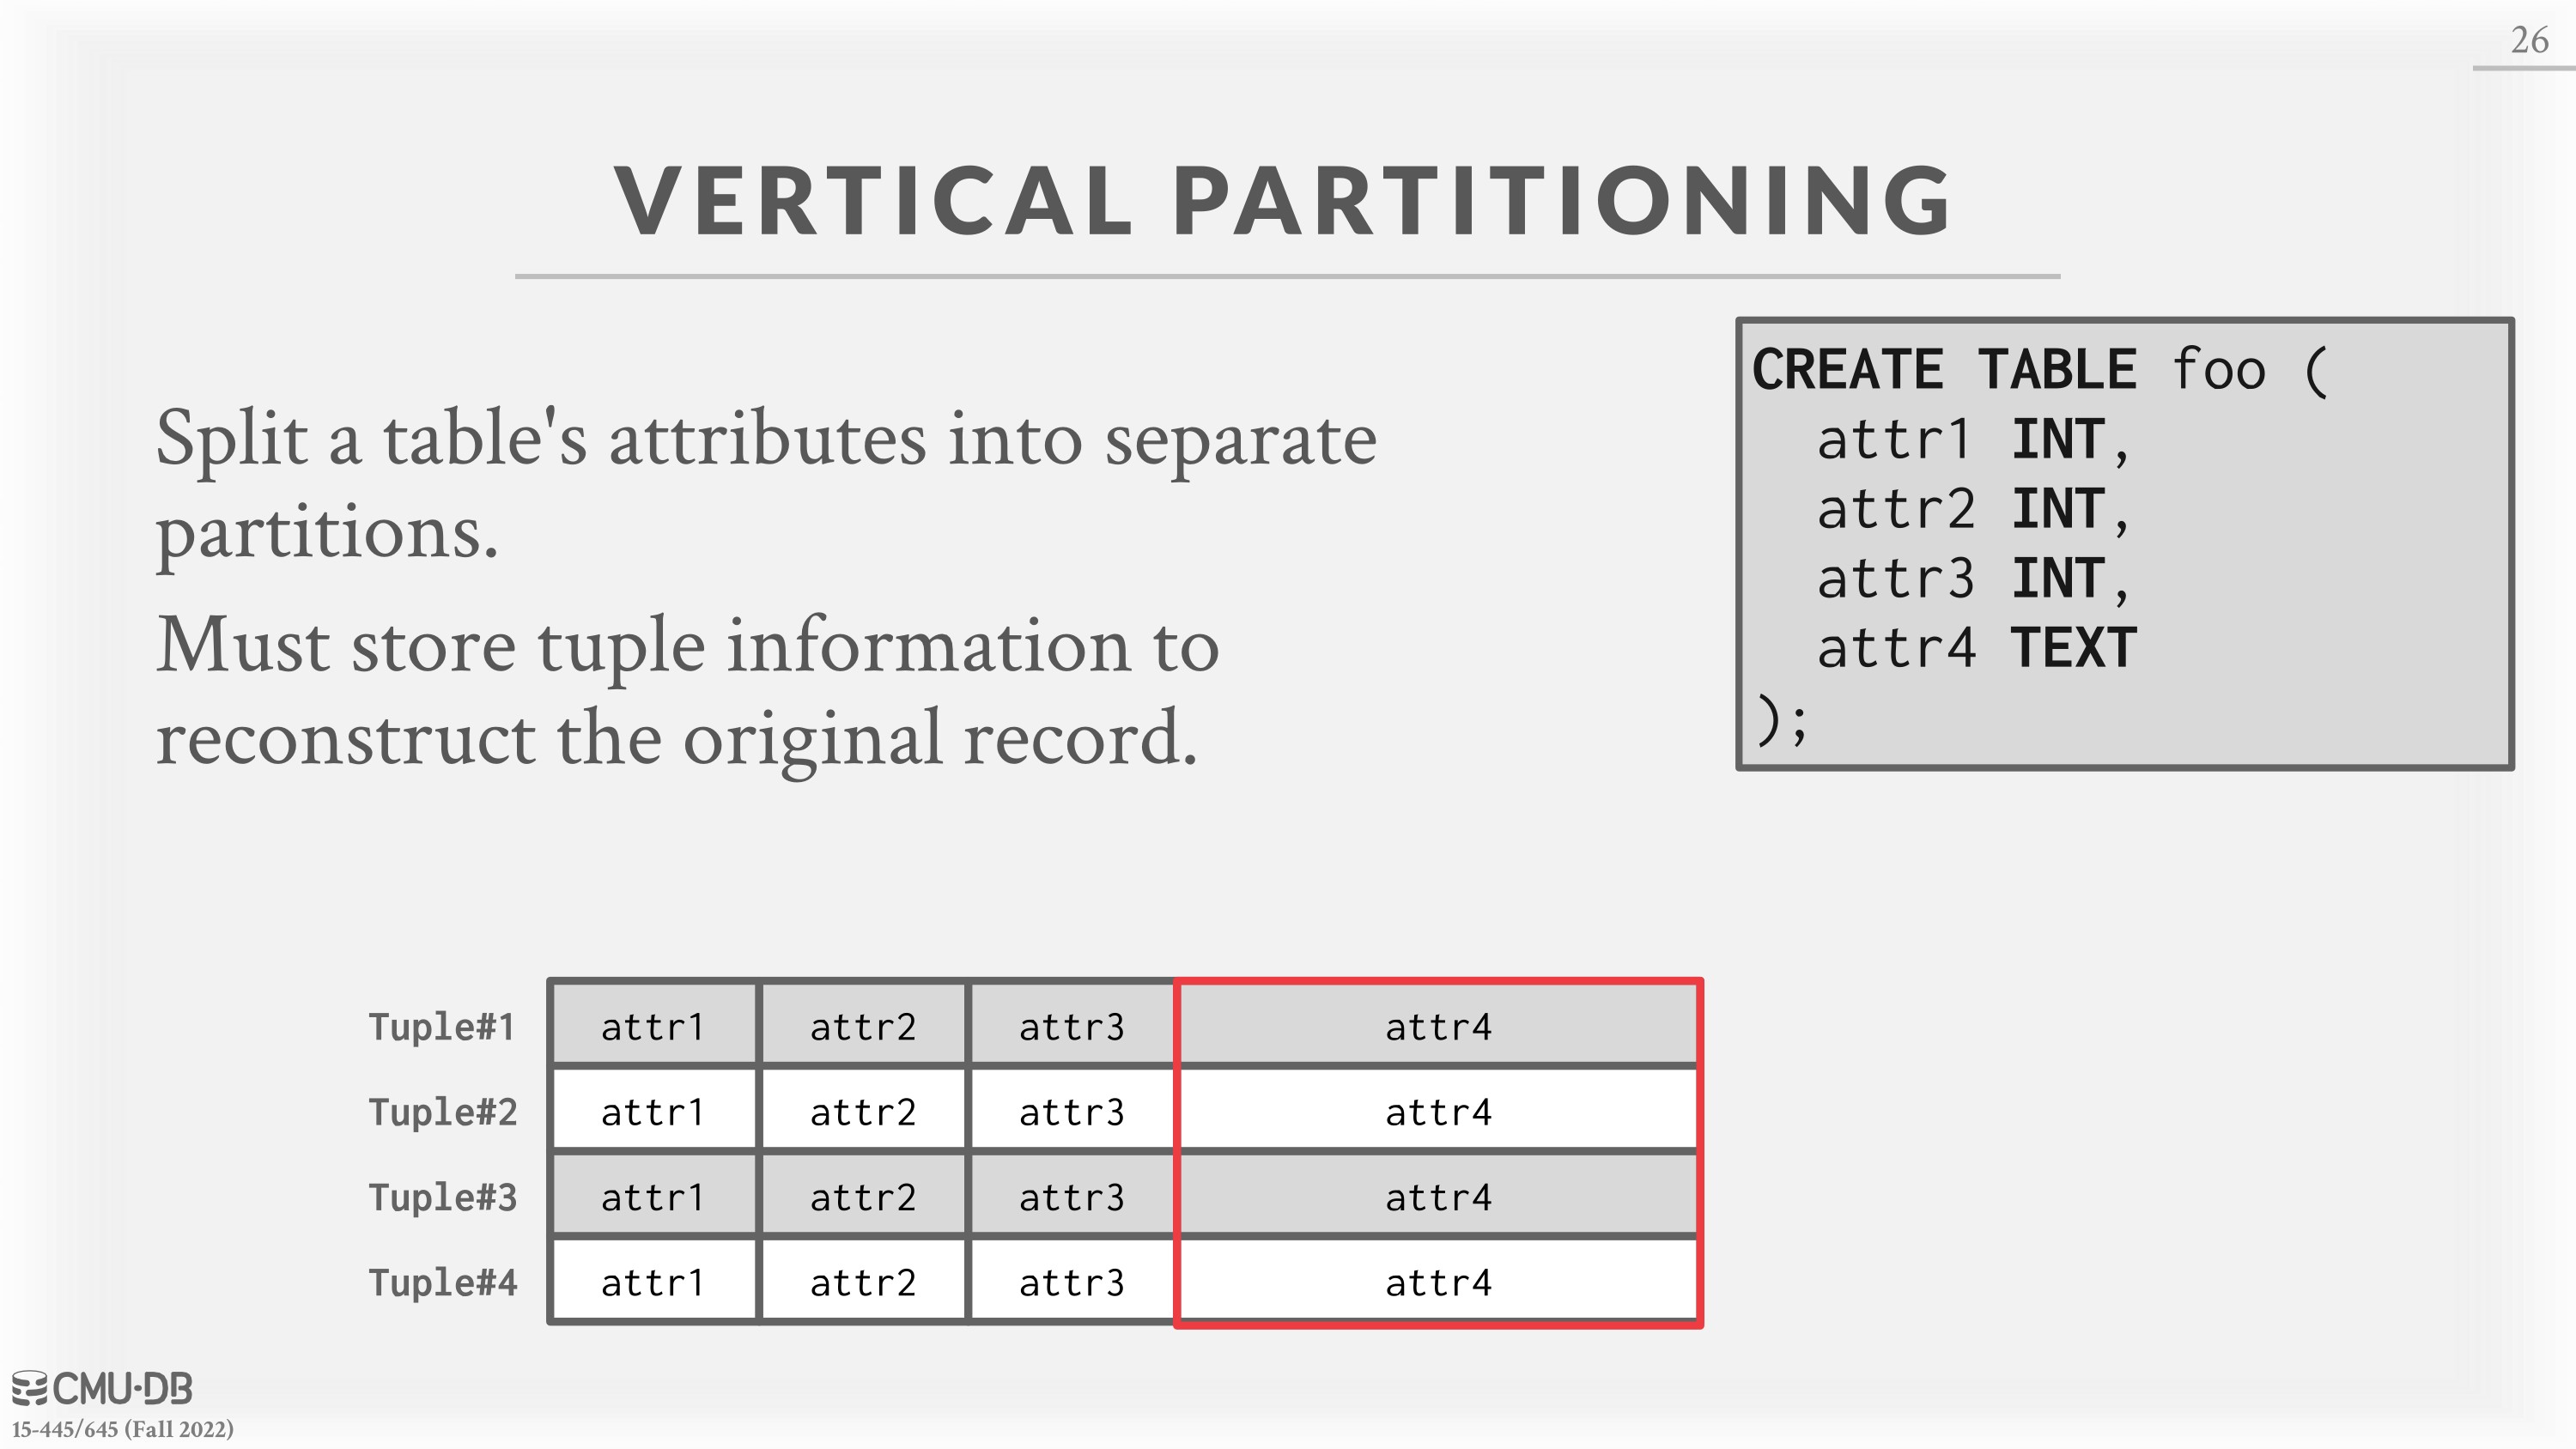 26
VERTICAL PARTITIONING
Split a table's attributes into separate
partitions.
Must store tuple information to
reconstruct the original record.
CREATE TABLE foo (
attr1 INT,
attr2 INT,
attr3 INT,
attr4 TEXT
);
Tuple#1 attr1 attr2 attr3 attr4
Tuple#2 attr1 attr2 attr3 attr4
Tuple#3 attr1 attr2 attr3 attr4
Tuple#4 attr1 attr2 attr3 attr4
CMU·DB
15-445/645 (Fall 2022)